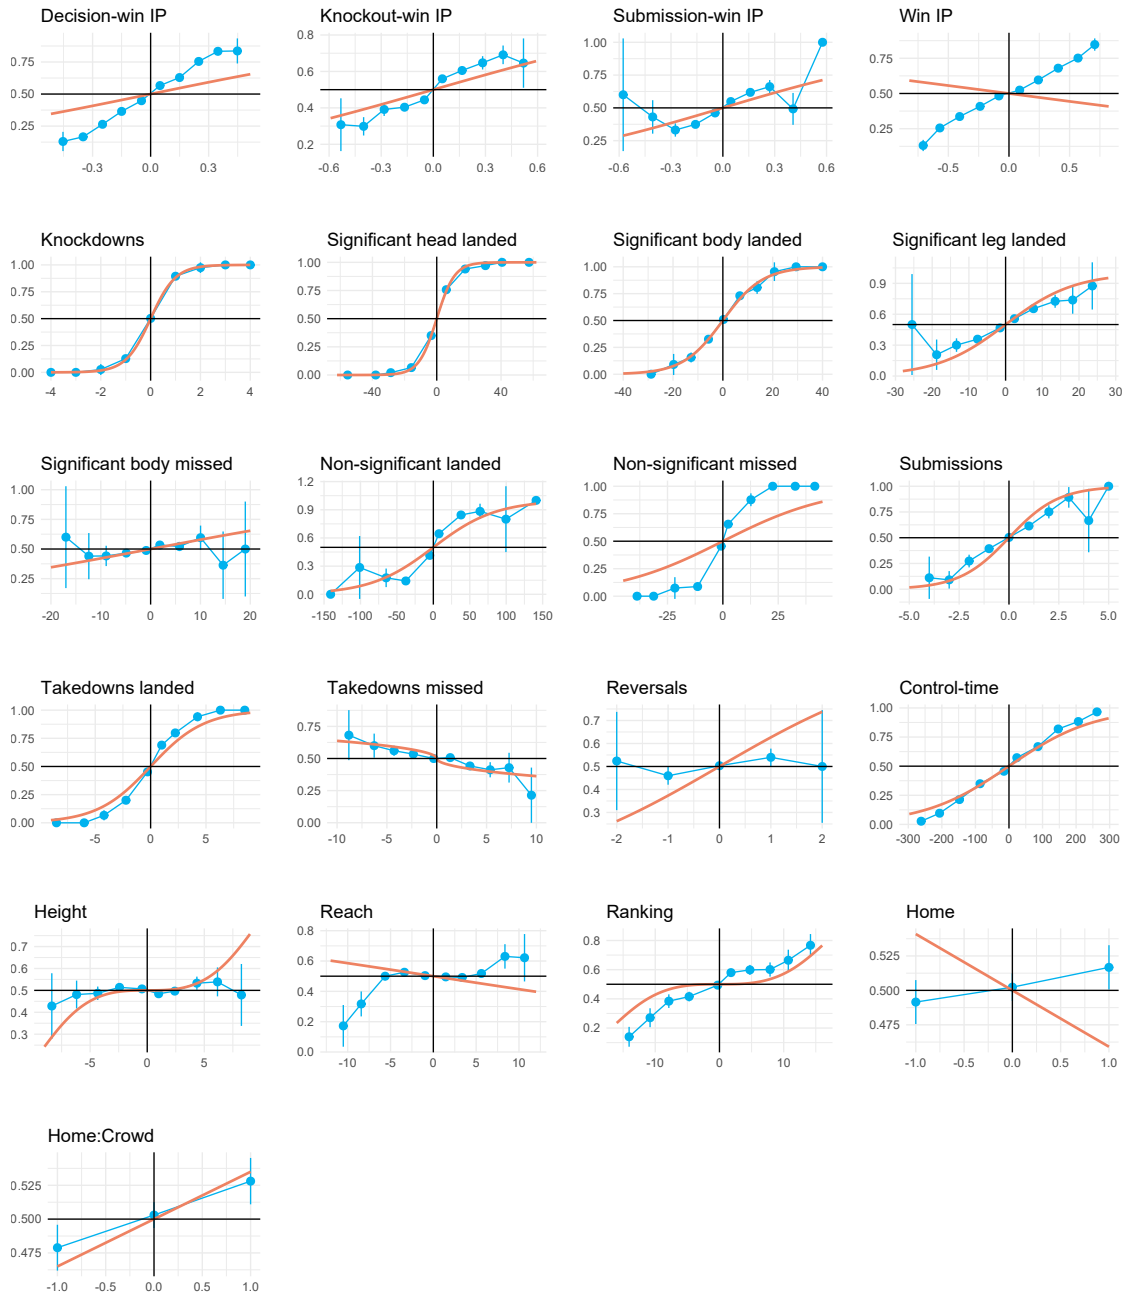 Decision-win IP
Knockout-win IP
Submission-win IP
Win IP
0.75
0.50
0.25
-0.3 0.0 0.3
0.8
0.6
0.4
0.2
-0.6 -0.3 0.0 0.3 0.6
1.00
0.75
0.50
0.25
-0.6 -0.3 0.0 0.3 0.6
0.75
0.50
0.25
-0.5 0.0 0.5
Knockdowns
Significant head landed
Significant body landed
Significant leg landed
1.00
0.75
0.50
0.25
0.00
-4 -2 0 2 4
1.00
0.75
0.50
0.25
0.00
-40 0 40
1.00
0.75
0.50
0.25
0.00
-40 -20 0 20 40
0.9
0.6
0.3
0.0
-30 -20 -10 0 10 20 30
Significant body missed
Non-significant landed
Non-significant missed
Submissions
1.00
0.75
0.50
0.25
-20 -10 0 10 20
1.2
0.9
0.6
0.3
0.0
-150 -100 -50 0 50 100 150
1.00
0.75
0.50
0.25
0.00
-25 0 25
1.00
0.75
0.50
0.25
0.00
-5.0 -2.5 0.0 2.5 5.0
Takedowns landed
Takedowns missed
Reversals
Control-time
1.00
0.75
0.50
0.25
0.00
-5 0 5
0.75
0.50
0.25
0.00
-10 -5 0 5 10
0.7
0.6
0.5
0.4
0.3
-2 -1 0 1 2
1.00
0.75
0.50
0.25
0.00
-300 -200 -100 0 100 200 300
Height
Reach
Ranking
Home
0.7
0.6
0.5
0.4
0.3
-5 0 5
0.8
0.6
0.4
0.2
0.0
-10 -5 0 5 10
0.8
0.6
0.4
0.2
-10 0 10
0.525
0.500
0.475
-1.0 -0.5 0.0 0.5 1.0
Home:Crowd
0.525
0.500
0.475
-1.0 -0.5 0.0 0.5 1.0